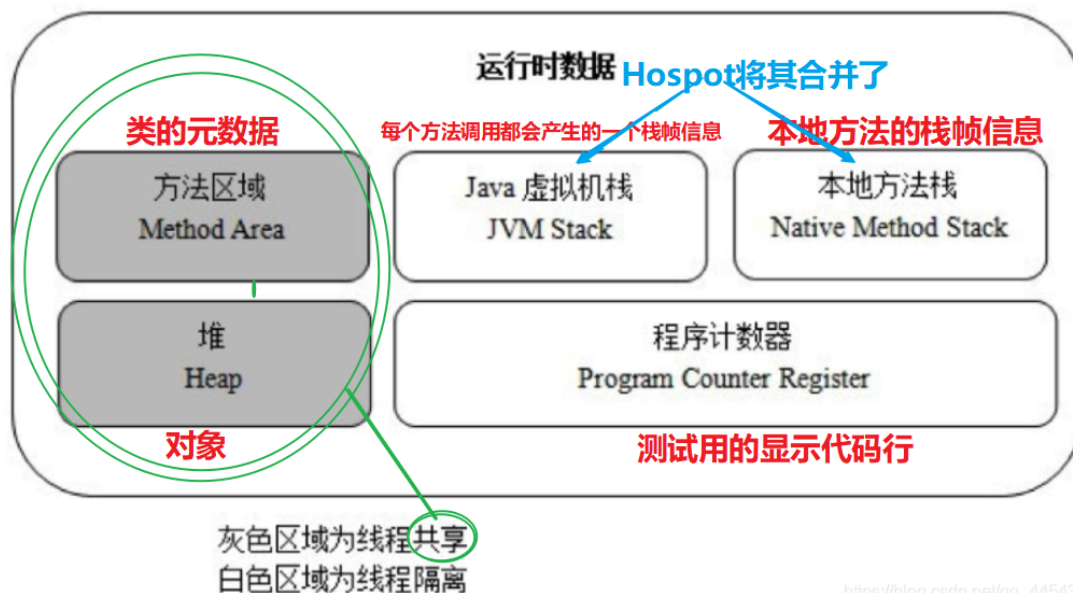 运行时数据
Hospot将其合并了
类的元数据
每个方法调用都会产生的一个栈帧信息
本地方法的栈帧信息
方法区域
Method Area
Java 虚拟机栈
JVM Stack
本地方法栈
Native Method Stack
堆
Heap
程序计数器
Program Counter Register
对象
测试用的显示代码行
灰色区域为线程共享
白色区域为线程隔离